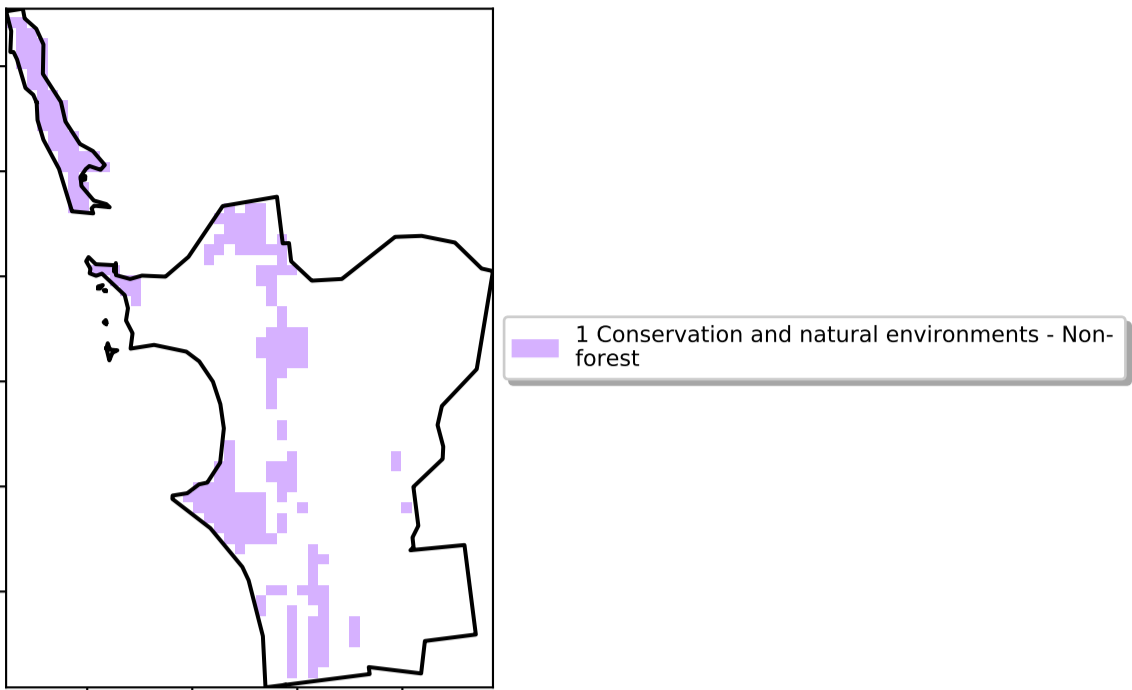 1 Conservation and natural environments - Non-
forest